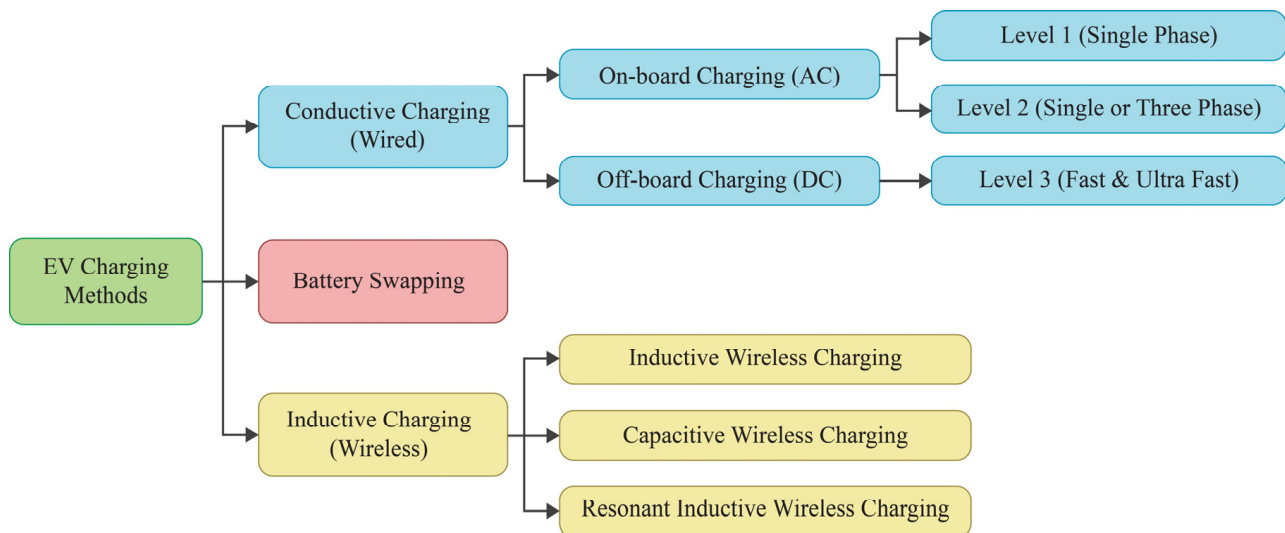 EV Charging
Methods
Conductive Charging
(Wired)
On-board Charging (AC)
Level 1 (Single Phase)
Level 2 (Single or Three Phase)
Off-board Charging (DC)
Level 3 (Fast & Ultra Fast)
Battery Swapping
Inductive Charging
(Wireless)
Inductive Wireless Charging
Capacitive Wireless Charging
Resonant Inductive Wireless Charging